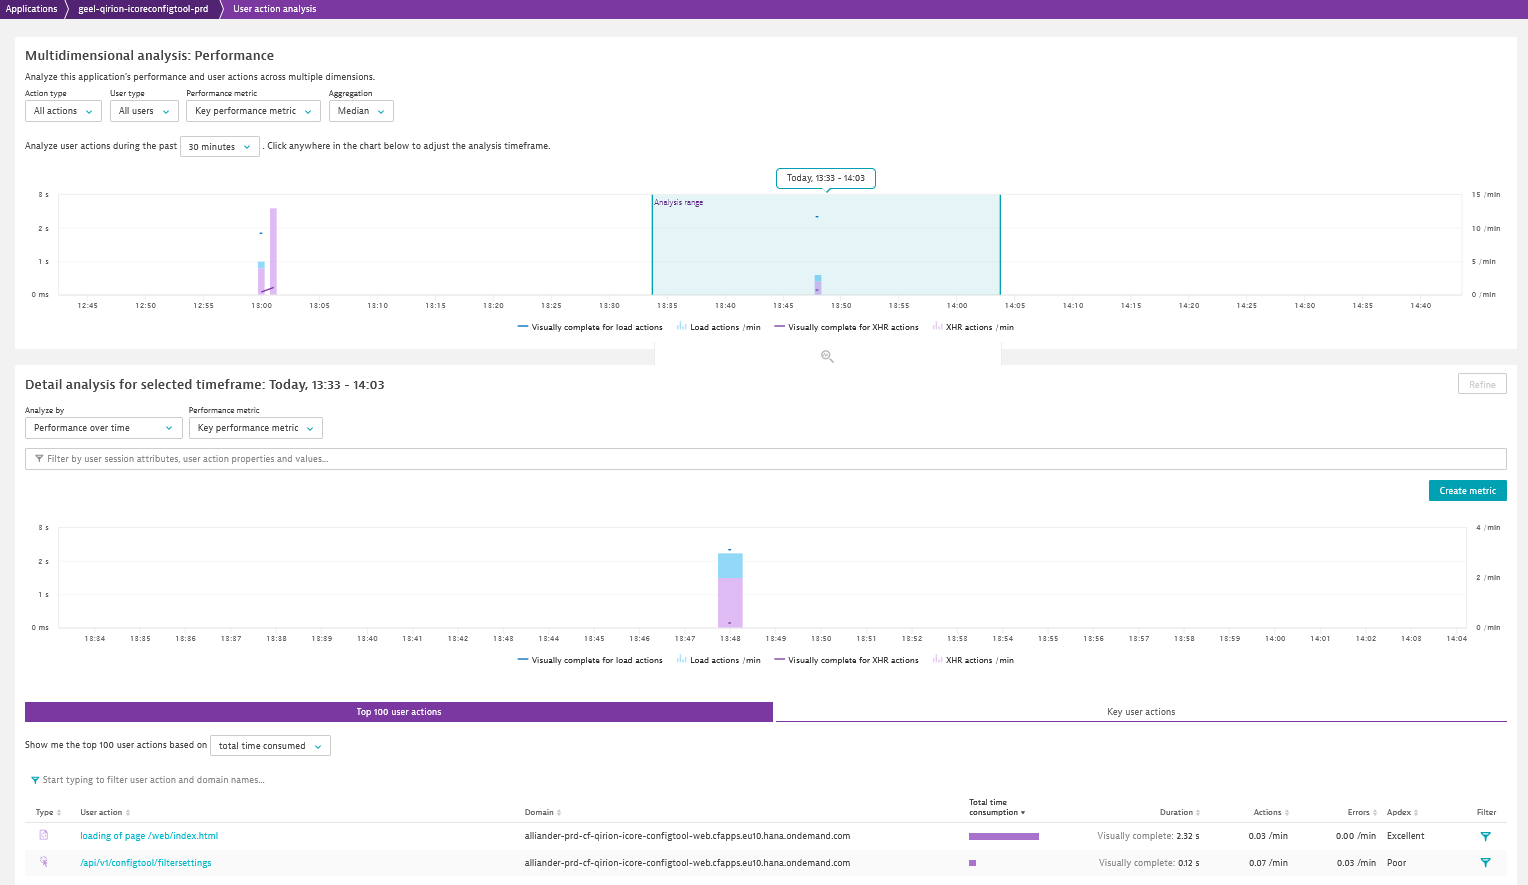 Applications geel-qirion-icoreconfigtool-prd User action analysis
Multidimensional analysis: Performance
Analyze this application's performance and user actions across multiple dimensions.
Action type User type Performance metric Aggregation
All actions All users Key performance metric Median
Analyze user actions during the past 30 minutes . Click anywhere in the chart below to adjust the analysis timeframe.
Today, 13:33 - 14:03
3 s 15 /min
Analysis range
2 s 10 /min
1 s 5 /min
0 ms 0 /min
12:45 12:50 12:55 13:00 13:05 13:10 13:15 13:20 13:25 13:30 13:35 13:40 13:45 13:50 13:55 14:00 14:05 14:10 14:15 14:20 14:25 14:30 14:35 14:40
Visually complete for load actions Load actions /min Visually complete for XHR actions XHR actions /min
Detail analysis for selected timeframe: Today, 13:33 - 14:03
Refine
Analyze by Performance metric
Performance over time Key performance metric
Filter by user session attributes, user action properties and values...
Create metric
3 s 4 /min
2 s
2 /min
1 s
0 ms 0 /min
13:34 13:35 13:36 13:37 13:38 13:39 13:40 13:41 13:42 13:43 13:44 13:45 13:46 13:47 13:48 13:49 13:50 13:51 13:52 13:53 13:54 13:55 13:56 13:57 13:58 13:59 14:00 14:01 14:02 14:03 14:04
Visually complete for load actions Load actions /min Visually complete for XHR actions XHR actions /min
Top 100 user actions Key user actions
Show me the top 100 user actions based on total time consumed
Start typing to filter user action and domain names...
Type User action Domain Total time consumption Duration Actions Errors Apdex Filter
loading of page /web/index.html alliander-prd-cf-qirion-icore-configtool-web.cfapps.eu10.hana.ondemand.com Visually complete: 2.32 s 0.03 /min 0.00 /min Excellent
/api/v1/configtool/filtersettings alliander-prd-cf-qirion-icore-configtool-web.cfapps.eu10.hana.ondemand.com Visually complete: 0.12 s 0.07 /min 0.03 /min Poor